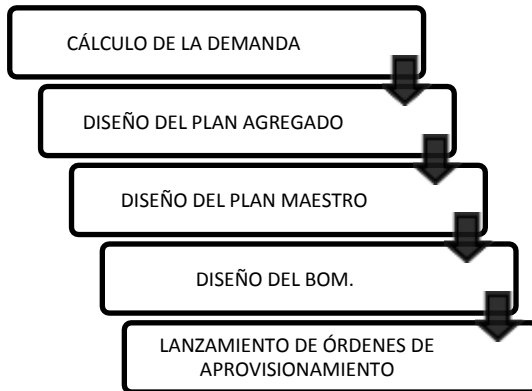 CÁLCULO DE LA DEMANDA
DISEÑO DEL PLAN AGREGADO
DISEÑO DEL PLAN MAESTRO
DISEÑO DEL BOM.
LANZAMIENTO DE ÓRDENES DE
APROVISIONAMIENTO